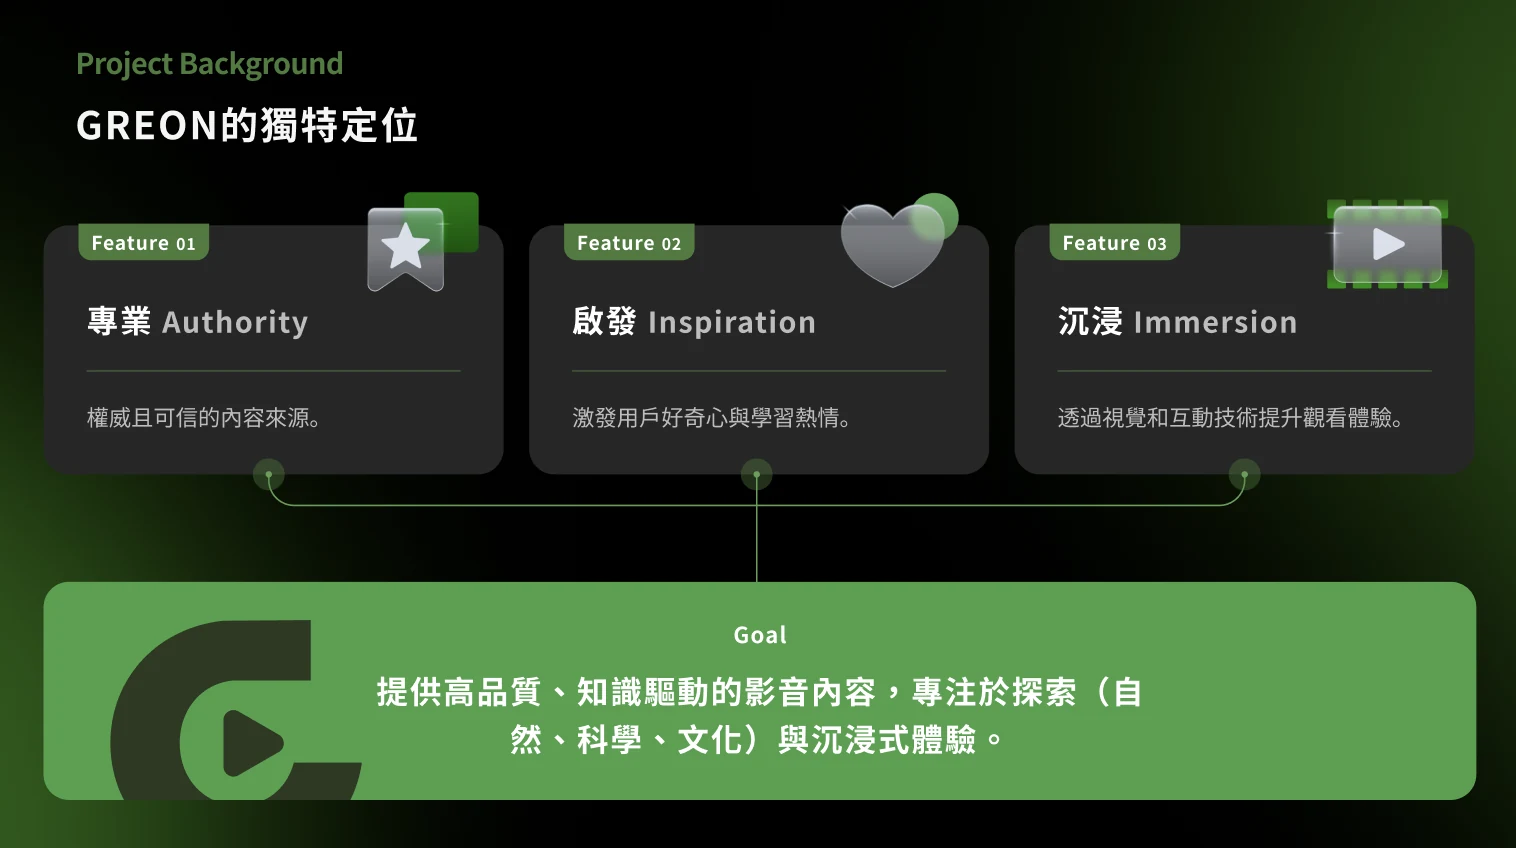 Project Background
GREON的獨特定位
Feature 01
專業 Authority
權威且可信的內容來源。
Feature 02
啟發 Inspiration
激發用戶好奇心與學習熱情。
Feature 03
沉浸 Immersion
透過視覺和互動技術提升觀看體驗。
Goal
提供高品質、知識驅動的影音內容，專注於探索（自
然、科學、文化）與沉浸式體驗。